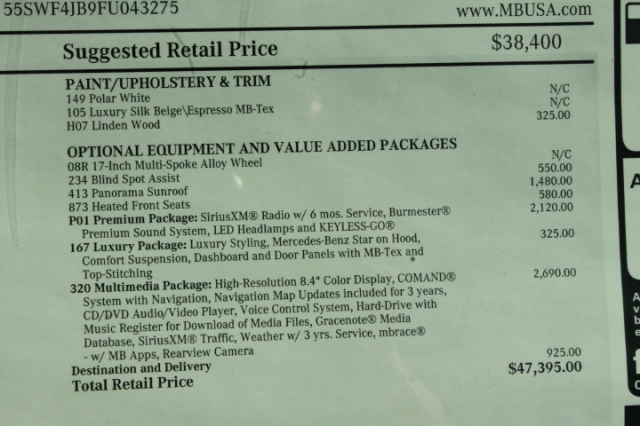 55SWF4JB9FU043275 www.MBUSA.com
Suggested Retail Price $38,400
PAINT/UPHOLSTERY & TRIM
149 Polar White N/C
105 Luxury Silk Beige\Espresso MB-Tex N/C
H07 Linden Wood 325.00
OPTIONAL EQUIPMENT AND VALUE ADDED PACKAGES
08R 17-Inch Multi-Spoke Alloy Wheel N/C
234 Blind Spot Assist 550.00
413 Panorama Sunroof 1,480.00
873 Heated Front Seats 580.00
P01 Premium Package: SiriusXM® Radio w/ 6 mos. Service, Burmester® 2,120.00
Premium Sound System, LED Headlamps and KEYLESS-GO®
167 Luxury Package: Luxury Styling, Mercedes-Benz Star on Hood, 325.00
Comfort Suspension, Dashboard and Door Panels with MB-Tex and
Top-Stitching
320 Multimedia Package: High-Resolution 8.4" Color Display, COMAND® 2,690.00
System with Navigation, Navigation Map Updates included for 3 years,
CD/DVD Audio/Video Player, Voice Control System, Hard-Drive with
Music Register for Download of Media Files, Gracenote® Media
Database, SiriusXM® Traffic, Weather w/ 3 yrs. Service, mbrace®
- w/ MB Apps, Rearview Camera
Destination and Delivery 925.00
Total Retail Price $47,395.00